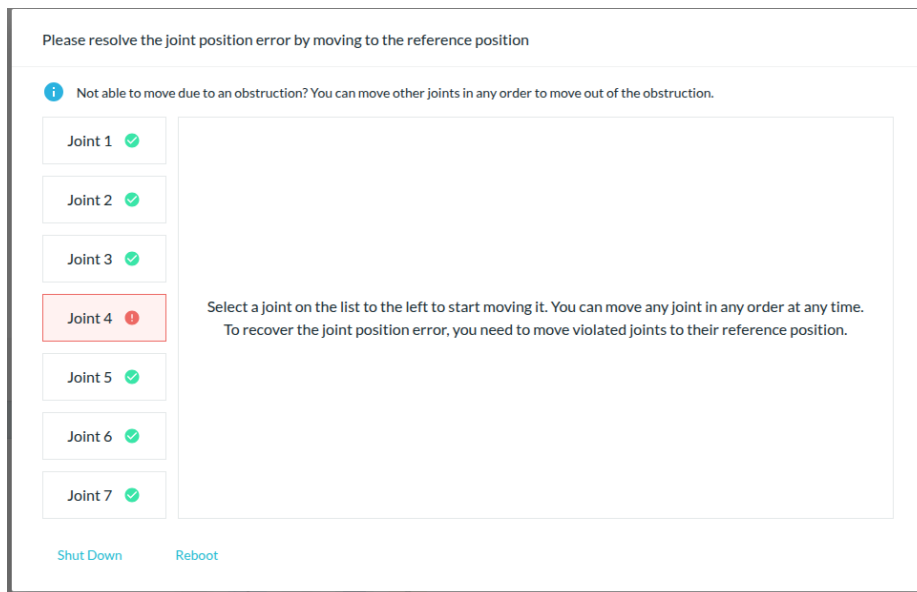 Please resolve the joint position error by moving to the reference position
Not able to move due to an obstruction? You can move other joints in any order to move out of the obstruction.
Joint 1
Joint 2
Joint 3
Joint 4
Joint 5
Joint 6
Joint 7
Select a joint on the list to the left to start moving it. You can move any joint in any order at any time.
To recover the joint position error, you need to move violated joints to their reference position.
Shut Down
Reboot